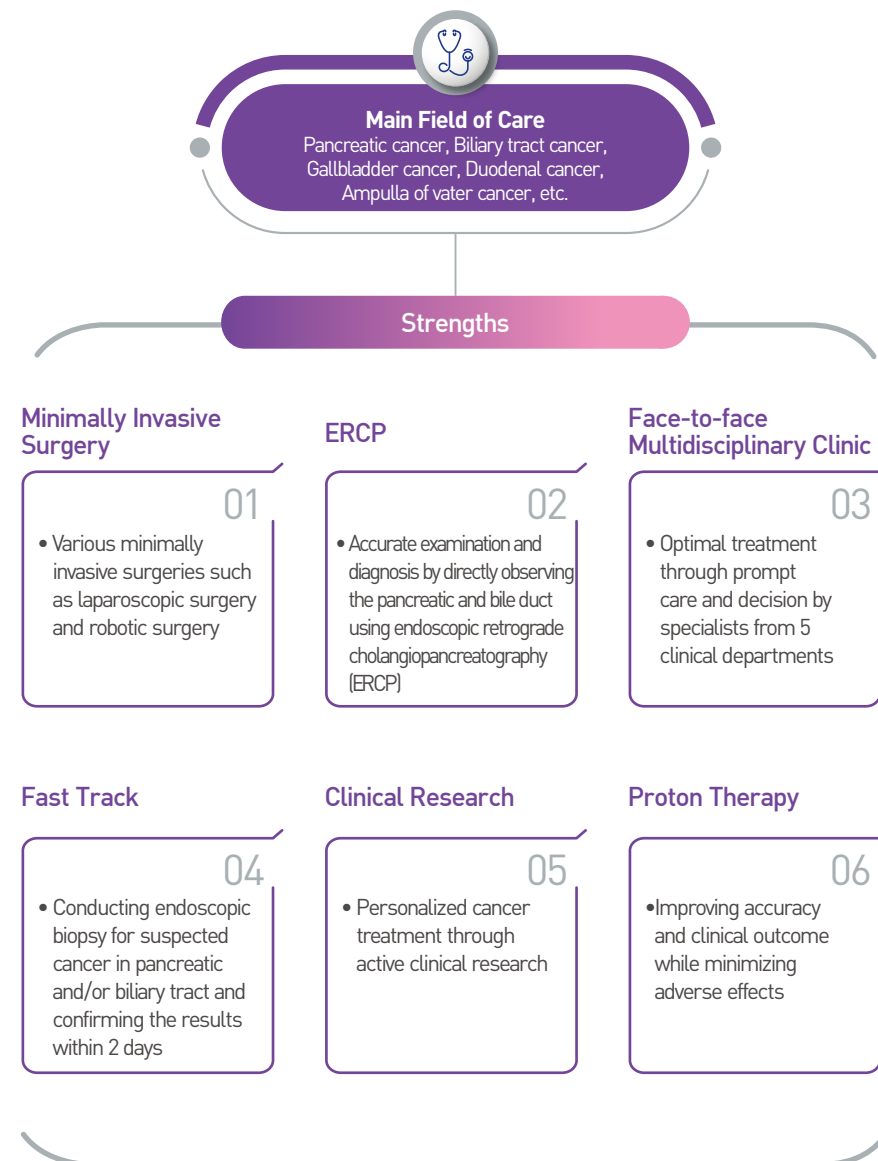 Main Field of Care
Pancreatic cancer, Biliary tract cancer,
Gallbladder cancer, Duodenal cancer,
Ampulla of vater cancer, etc.
Strengths
Minimally Invasive
Surgery
01
• Various minimally
invasive surgeries such
as laparoscopic surgery
and robotic surgery
ERCP
02
• Accurate examination and
diagnosis by directly observing
the pancreatic and bile duct
using endoscopic retrograde
cholangiopancreatography
(ERCP)
Face-to-face
Multidisciplinary Clinic
03
• Optimal treatment
through prompt
care and decision by
specialists from 5
clinical departments
Fast Track
04
• Conducting endoscopic
biopsy for suspected
cancer in pancreatic
and/or biliary tract and
confirming the results
within 2 days
Clinical Research
05
• Personalized cancer
treatment through
active clinical research
Proton Therapy
06
•Improving accuracy
and clinical outcome
while minimizing
adverse effects